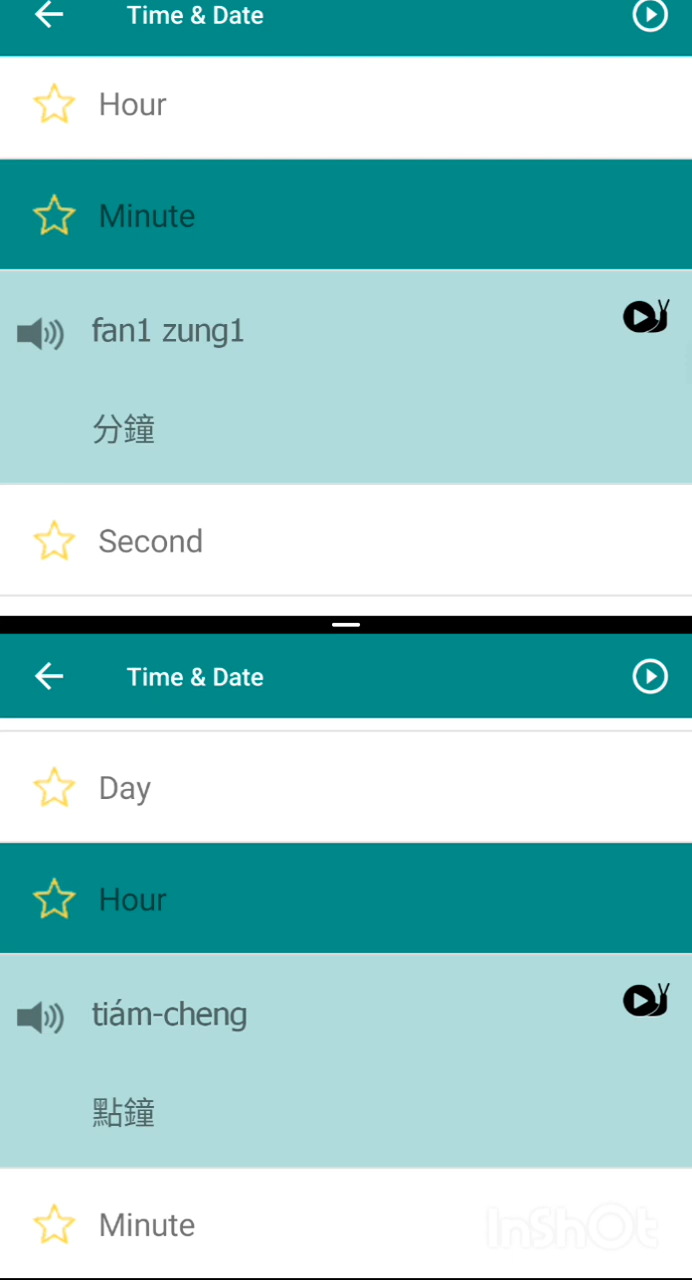 Time & Date
Hour
Minute
fan1 zung1
分鐘
Second
Time & Date
Day
Hour
tiám-cheng
點鐘
Minute
InShOt